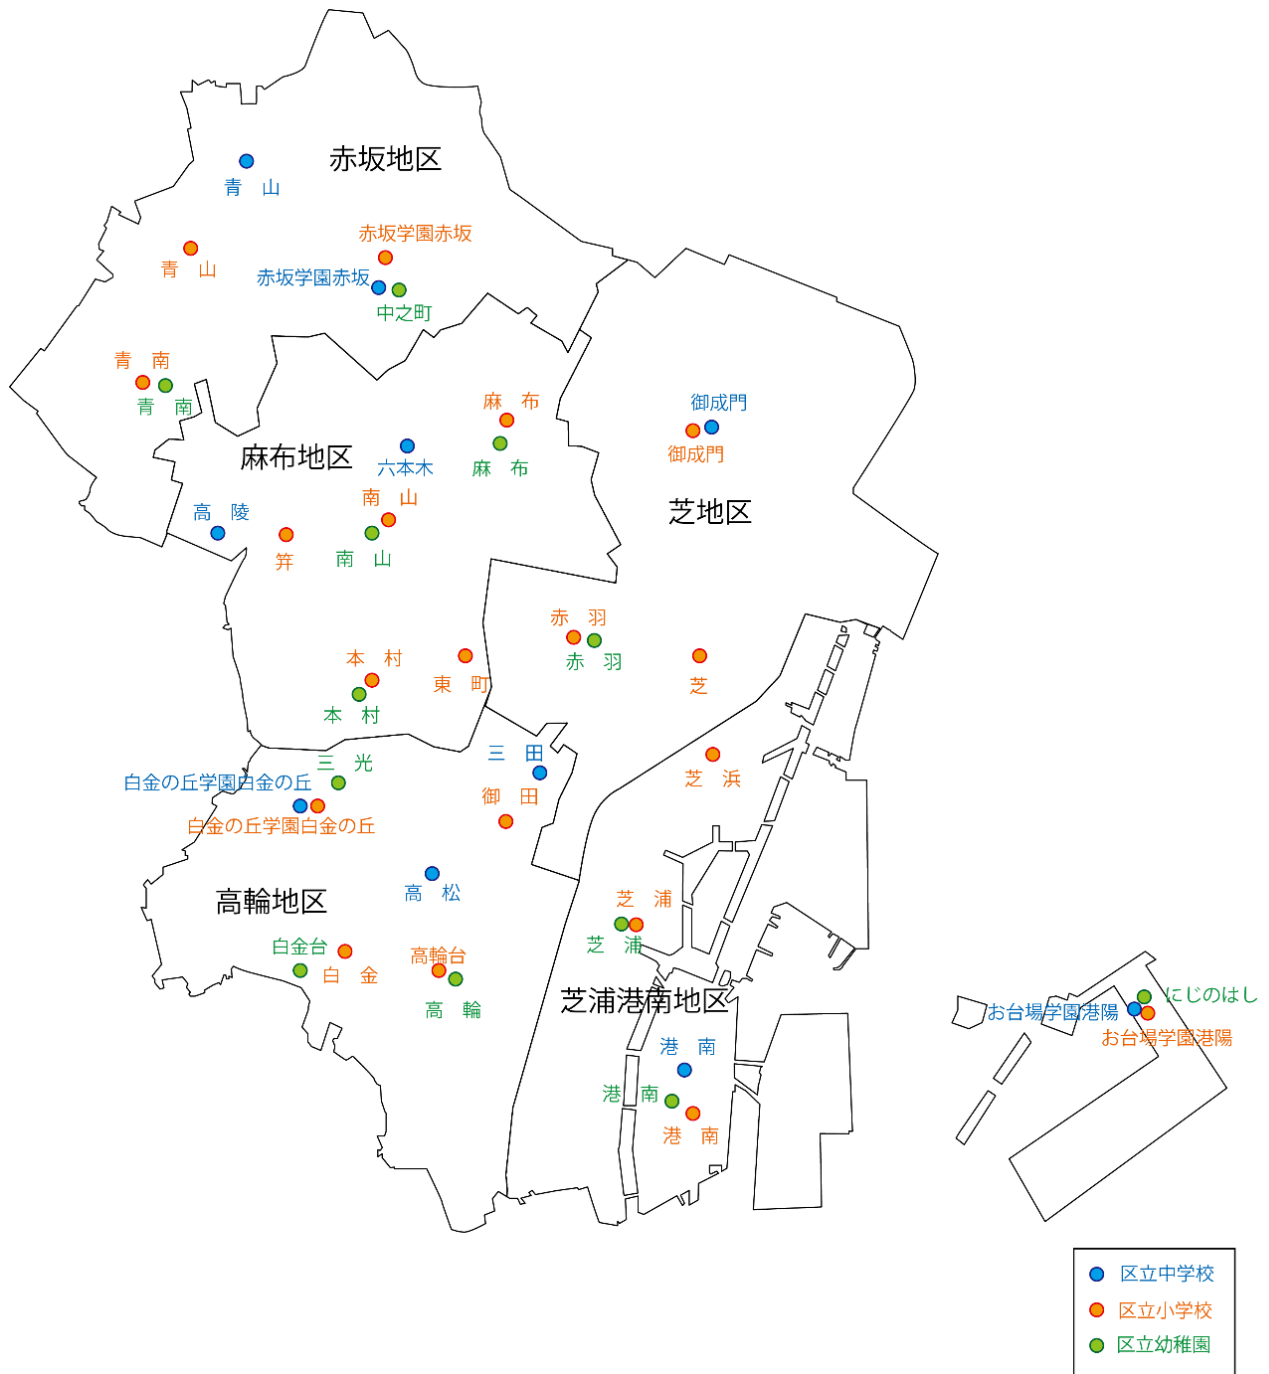 赤坂地区
青　山
赤坂学園赤坂
青　山
赤坂学園赤坂
中之町
青　南
青　南
麻　布
御成門
麻布地区
六本木
麻　布
御成門
南　山
高　陵
芝地区
笄
南　山
赤　羽
本　村
赤　羽
東　町
芝
本　村
三　光
三　田
芝　浜
白金の丘学園白金の丘
御　田
白金の丘学園白金の丘
高　松
高輪地区
芝　浦
白金台
芝　浦
高輪台
白　金
高　輪
芝浦港南地区
にじのはし
お台場学園港陽
お台場学園港陽
港　南
港　南
港　南
区立中学校
区立小学校
区立幼稚園